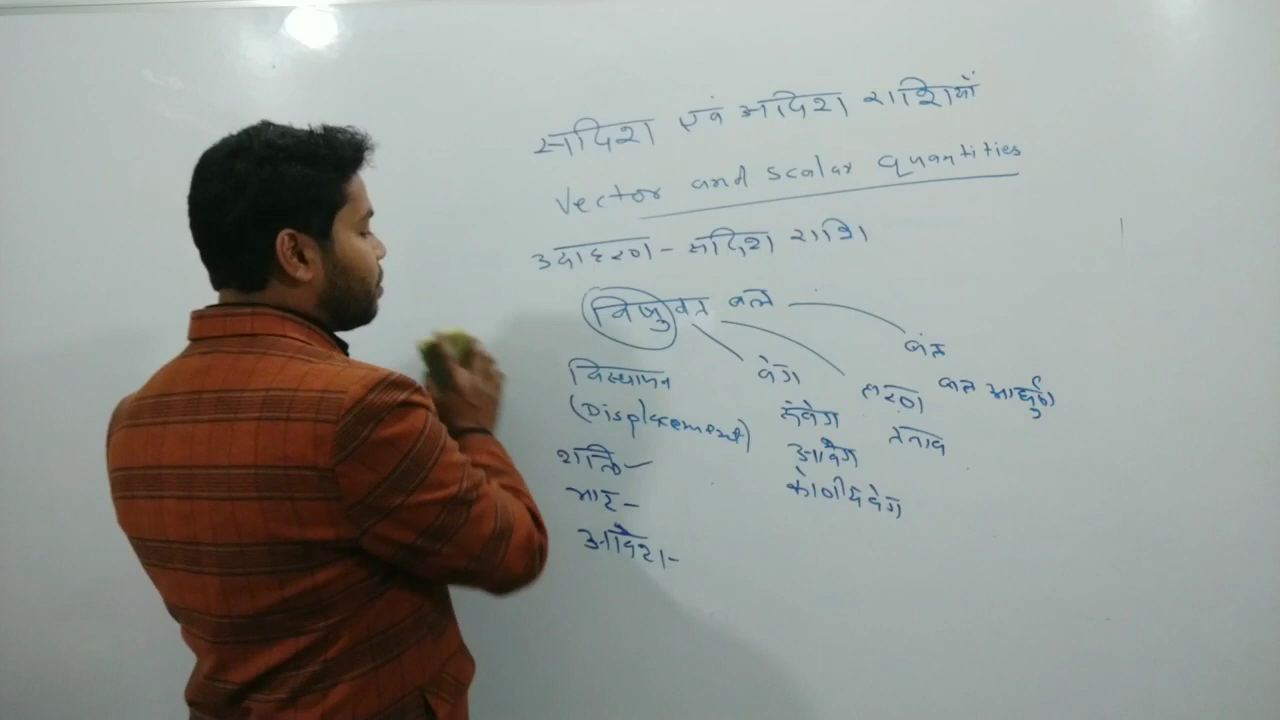 सदिश एवं अदिश राशियाँ
Vector and scalar quantities
उदाहरण - सदिश राशि
विषुवत बल
बल
विस्थापन वेग त्वरण बल आघूर्ण
(Displacement) संवेग तनाव
शक्ति - आवेग
भार - कोणीय वेग
आवेश -